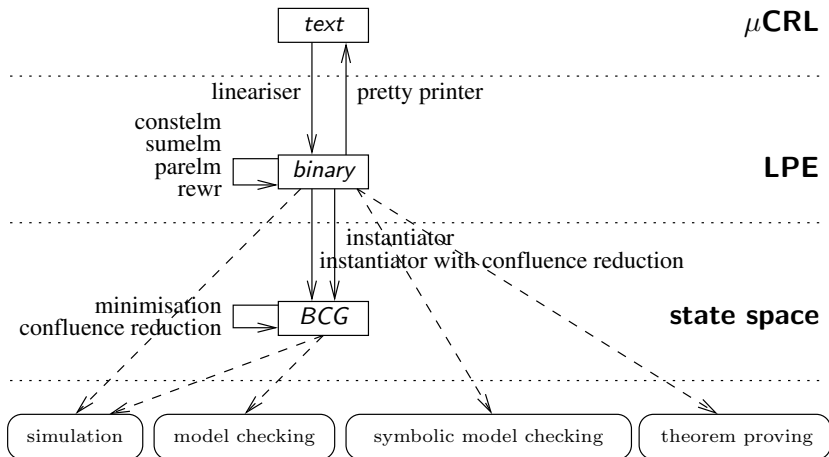 text
μCRL
lineariser
pretty printer
constelm
sumelm
parelm
rewr
binary
LPE
instantiator
instantiator with confluence reduction
minimisation
confluence reduction
BCG
state space
simulation
model checking
symbolic model checking
theorem proving